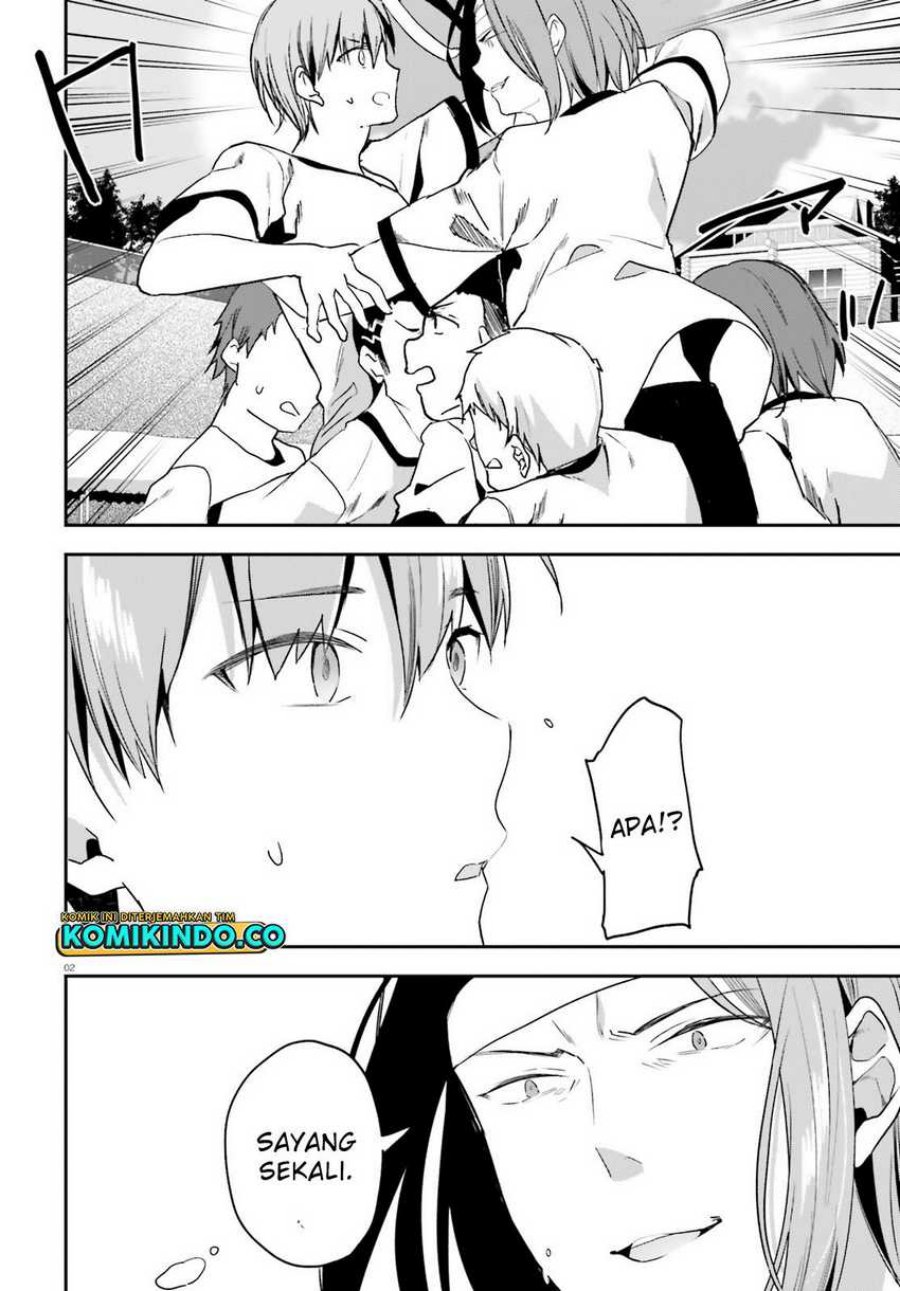 APA!?
KOMIK INI DITERJEMAHKAN TIM
KOMIKINDO.CO
02
SAYANG
SEKALI.